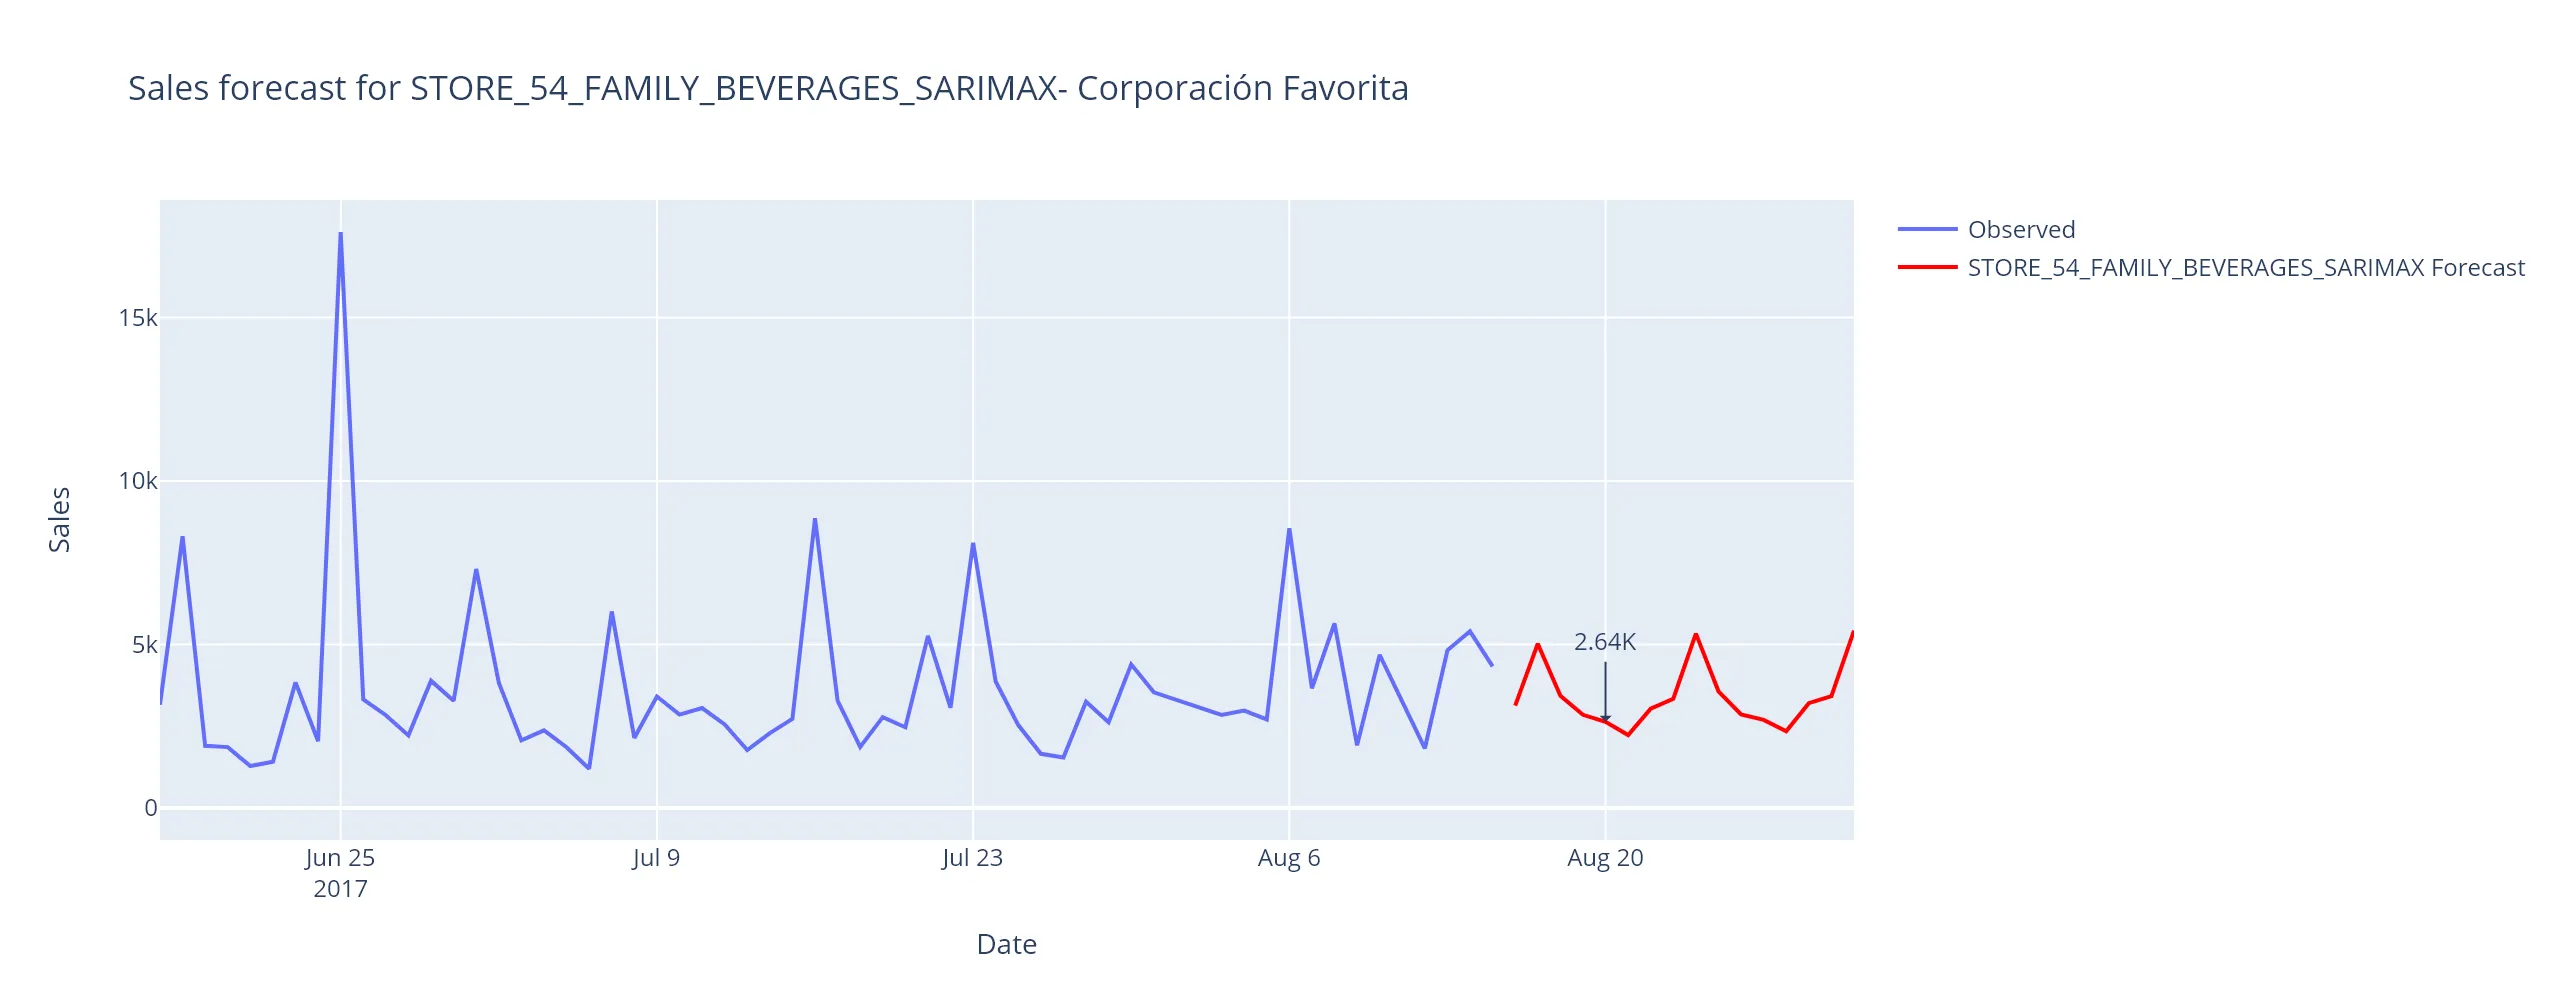 Sales forecast for STORE_54_FAMILY_BEVERAGES_SARIMAX- Corporación Favorita
Observed
STORE_54_FAMILY_BEVERAGES_SARIMAX Forecast
15k
10k
5k
0
Sales
2.64K
Jun 25
2017
Jul 9
Jul 23
Aug 6
Aug 20
Date